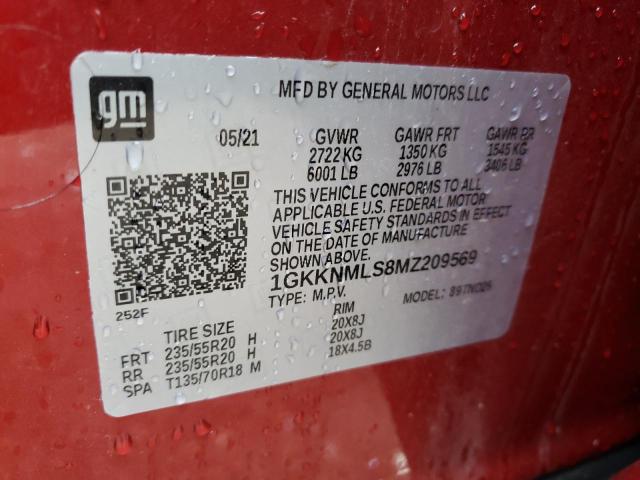 gm
MFD BY GENERAL MOTORS LLC
05/21 GVWR GAWR FRT GAWR RR
2722 KG 1350 KG 1545 KG
6001 LB 2976 LB 3406 LB
THIS VEHICLE CONFORMS TO ALL
APPLICABLE U.S. FEDERAL MOTOR
VEHICLE SAFETY STANDARDS IN EFFECT
ON THE DATE OF MANUFACTURE
SHOWN ABOVE.
1GKKNMLS8MZ209569
TYPE: M.P.V. MODEL:
252F
TIRE SIZE RIM
FRT 235/55R20 H 20X8J
RR 235/55R20 H 20X8J
SPA T135/70R18 M 18X4.5B